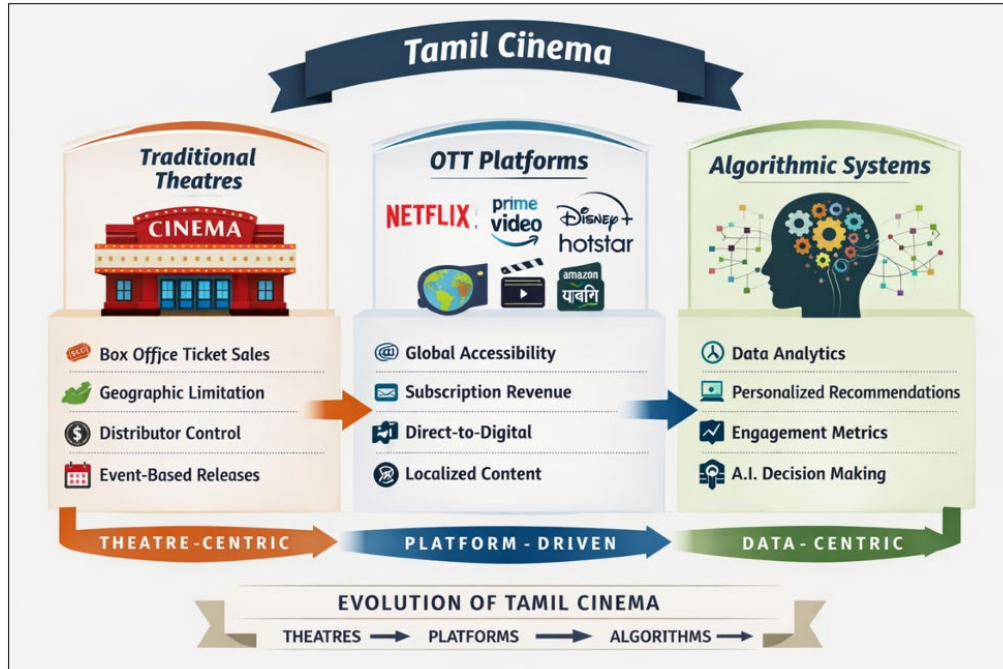 Tamil Cinema
Traditional
Theatres
CINEMA
Box Office Ticket Sales
Geographic Limitation
Distributor Control
Event-Based Releases
OTT Platforms
NETFLIX
prime
video
Disney+
hotstar
amazon
Global Accessibility
Subscription Revenue
Direct-to-Digital
Localized Content
Algorithmic Systems
Data Analytics
Personalized Recommendations
Engagement Metrics
A.I. Decision Making
THEATRE-CENTRIC
PLATFORM-DRIVEN
DATA-CENTRIC
EVOLUTION OF TAMIL CINEMA
THEATRES → PLATFORMS → ALGORITHMS →